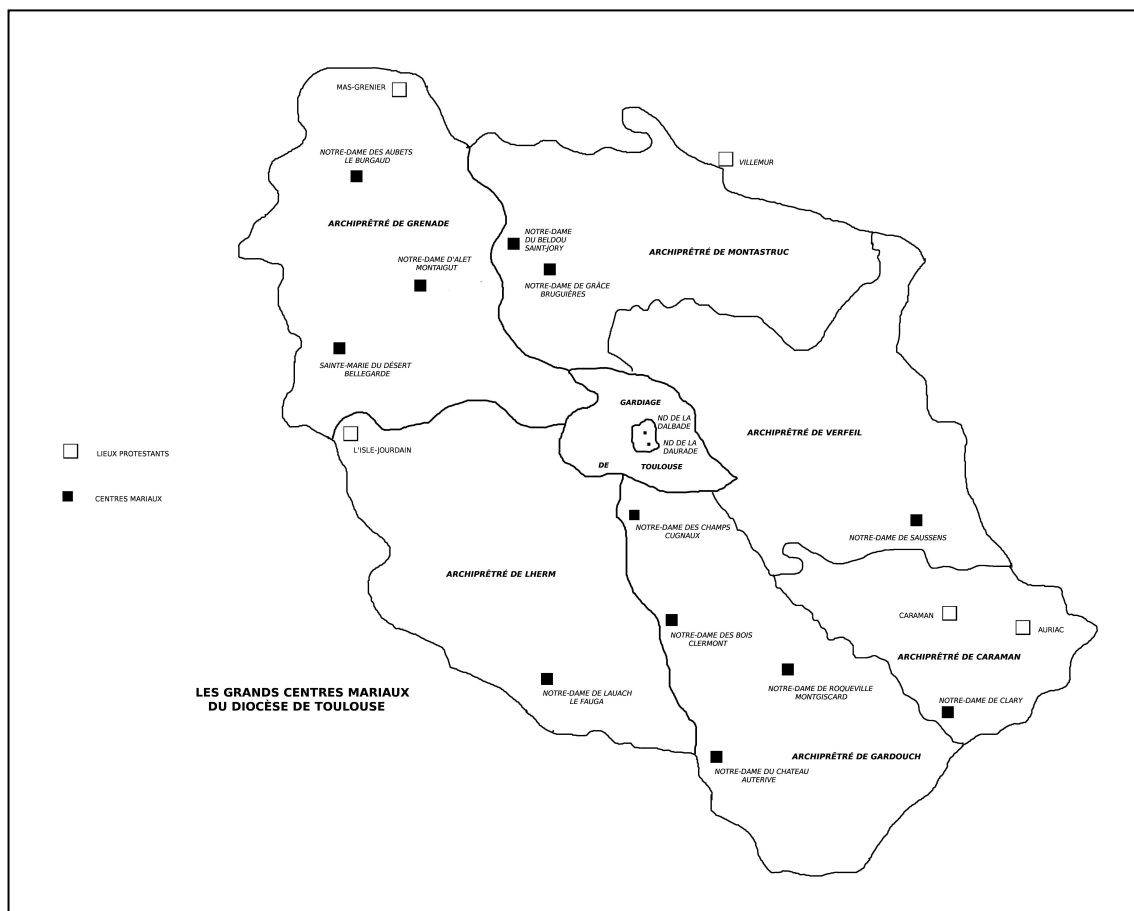 MAS-GRENIER
NOTRE-DAME DES AUBETS
LE BURGAUD
VILLEMUR
ARCHIPRÊTRÉ DE GRENADE
NOTRE-DAME
DU BELDOU
SAINT-JORY
ARCHIPRÊTRÉ DE MONTASTRUC
NOTRE-DAME D'ALET
MONTAIGUT
NOTRE-DAME DE GRÂCE
BRUGUIÈRES
SAINTE-MARIE DU DÉSERT
BELLEGARDE
GARDIAGE
ND DE LA
DALBADE
ND DE LA
DAURADE
DE TOULOUSE
ARCHIPRÊTRÉ DE VERFEIL
L'ISLE-JOURDAIN
LIEUX PROTESTANTS
CENTRES MARIAUX
NOTRE-DAME DES CHAMPS
CUGNAUX
NOTRE-DAME DE SAUSSENS
ARCHIPRÊTRÉ DE LHERM
CARAMAN
AURIAC
NOTRE-DAME DES BOIS
CLERMONT
ARCHIPRÊTRÉ DE CARAMAN
NOTRE-DAME DE LAUACH
LE FAUGA
NOTRE-DAME DE ROQUEVILLE
MONTGISCARD
NOTRE-DAME DE CLARY
LES GRANDS CENTRES MARIAUX
DU DIOCÈSE DE TOULOUSE
ARCHIPRÊTRÉ DE GARDOUCH
NOTRE-DAME DU CHATEAU
AUTERIVE